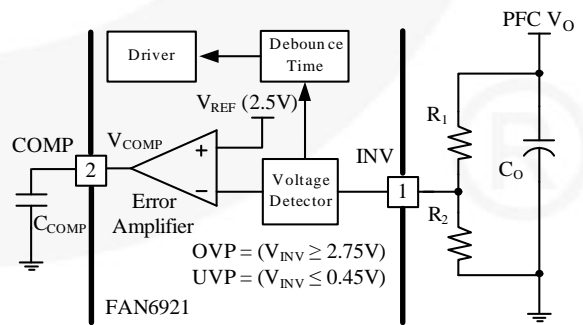 PFC V_O
Driver
Debounce
Time
V_REF (2.5V)
R_1
COMP
V_COMP
+
INV
C_O
2
−
Voltage
Detector
1
C_COMP
Error
Amplifier
R_2
OVP = (V_INV ≥ 2.75V)
UVP = (V_INV ≤ 0.45V)
FAN6921
R